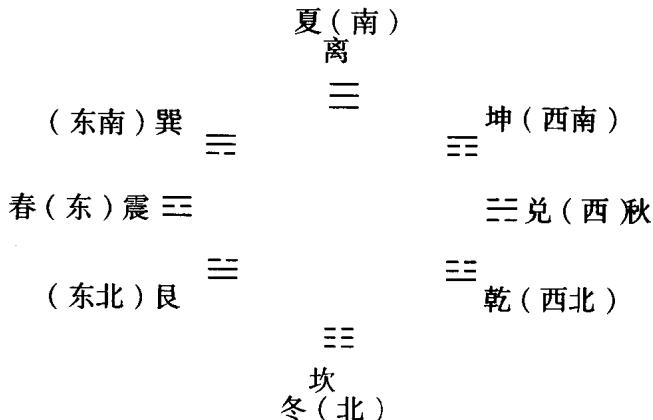 夏(南)
离
(东南)巽
坤(西南)
春(东)震
兑(西)秋
(东北)艮
乾(西北)
坎
冬(北)